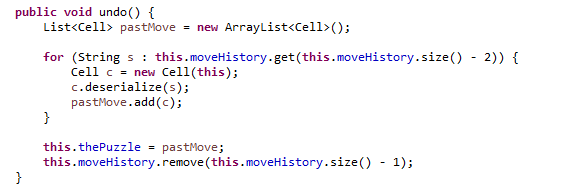 public void undo() {
    List<Cell> pastMove = new ArrayList<Cell>();

    for (String s : this.moveHistory.get(this.moveHistory.size() - 2)) {
        Cell c = new Cell(this);
        c.deserialize(s);
        pastMove.add(c);
    }

    this.thePuzzle = pastMove;
    this.moveHistory.remove(this.moveHistory.size() - 1);
}